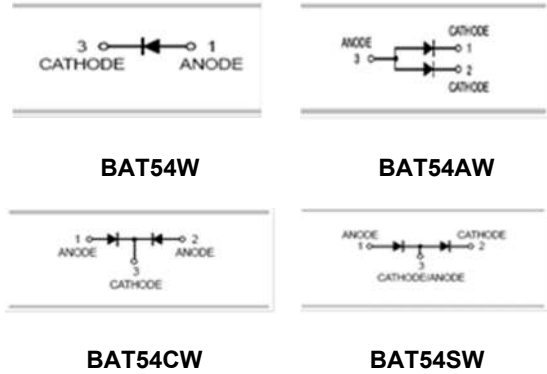 3 1
CATHODE ANODE
BAT54W
CATHODE
ANODE
1
3
2
CATHODE
BAT54AW
1 2
ANODE ANODE
3
CATHODE
BAT54CW
ANODE CATHODE
1 2
3
CATHODE/ANODE
BAT54SW